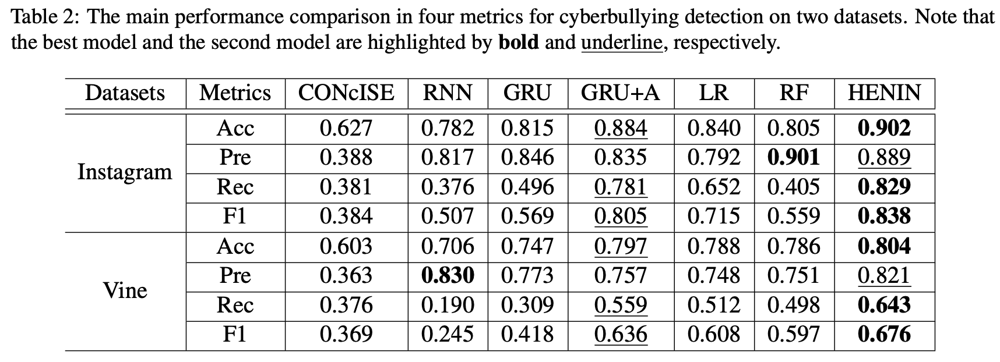 Table 2: The main performance comparison in four metrics for cyberbullying detection on two datasets. Note that
the best model and the second model are highlighted by bold and underline, respectively.
Datasets Metrics CONcISE RNN GRU GRU+A LR RF HENIN
Instagram
Acc 0.627 0.782 0.815 0.884 0.840 0.805 0.902
Pre 0.388 0.817 0.846 0.835 0.792 0.901 0.889
Rec 0.381 0.376 0.496 0.781 0.652 0.405 0.829
F1 0.384 0.507 0.569 0.805 0.715 0.559 0.838
Vine
Acc 0.603 0.706 0.747 0.797 0.788 0.786 0.804
Pre 0.363 0.830 0.773 0.757 0.748 0.751 0.821
Rec 0.376 0.190 0.309 0.559 0.512 0.498 0.643
F1 0.369 0.245 0.418 0.636 0.608 0.597 0.676